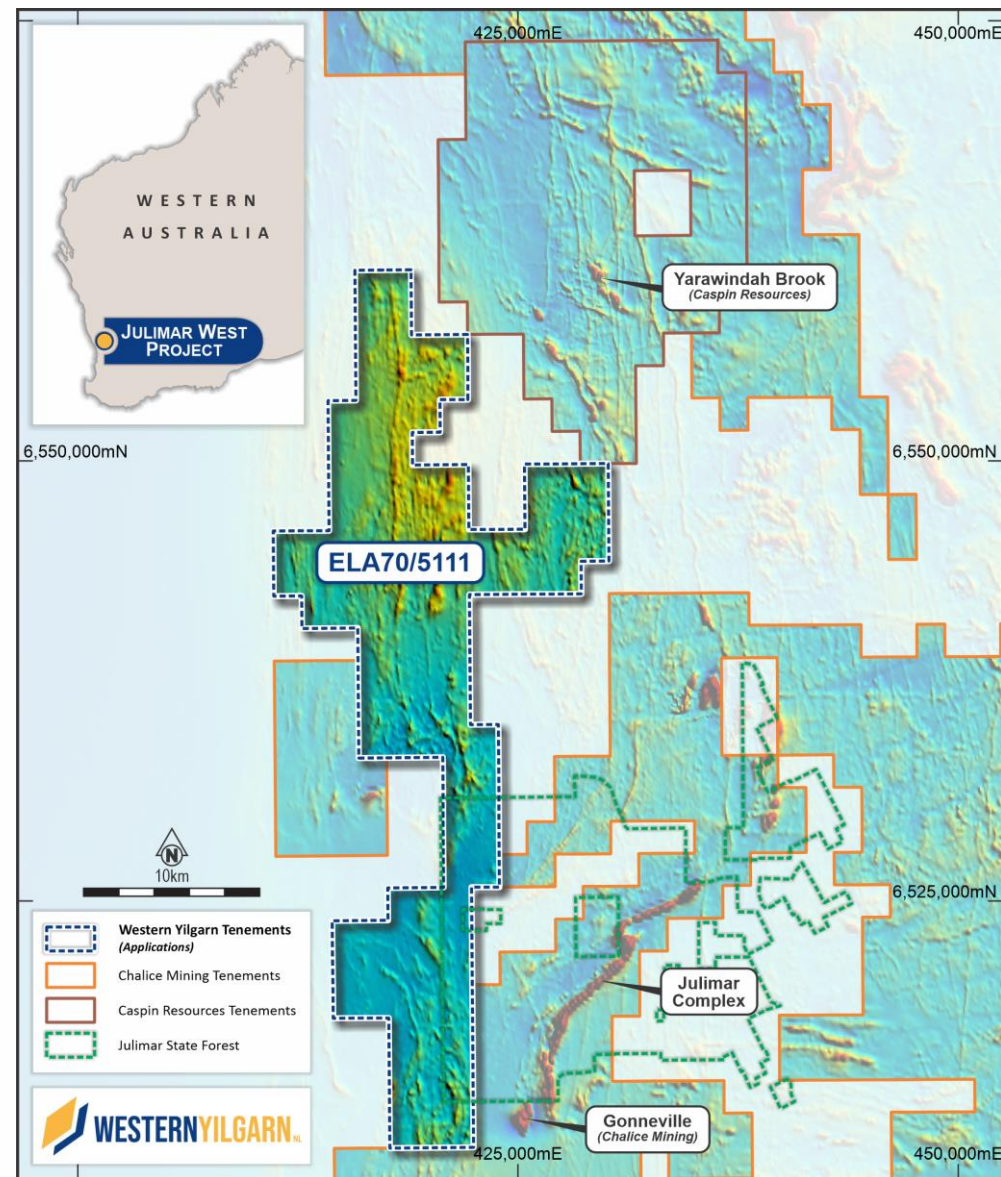 425,000mE
450,000mE
WESTERN
AUSTRALIA
JULIMAR WEST
PROJECT
Yarawindah Brook
(Caspin Resources)
6,550,000mN
6,550,000mN
ELA70/5111
N
10km
6,525,000mN
Western Yilgarn Tenements
(Applications)
Chalice Mining Tenements
Caspin Resources Tenements
Julimar State Forest
Julimar
Complex
WESTERNYILGARN NL
Gonneville
(Chalice Mining)
425,000mE
450,000mE